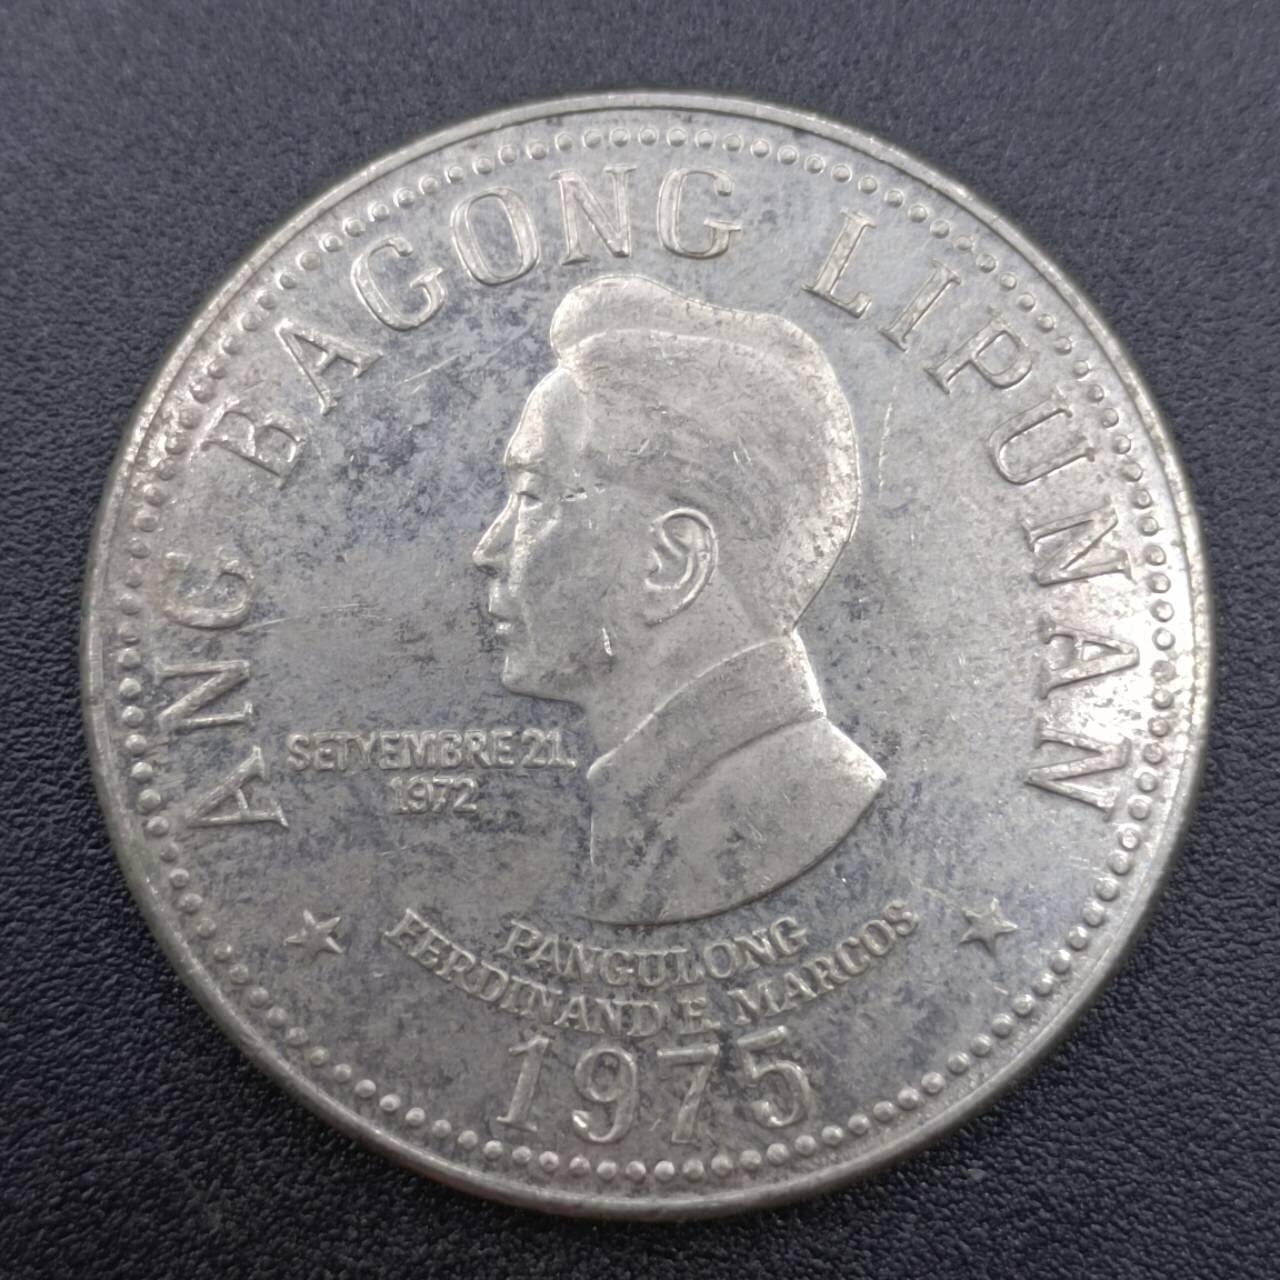 ANG BAGONG LIPUNAN
SETYEMBRE 21,
1972
PANGULONG
FERDINAND E. MARCOS
1975